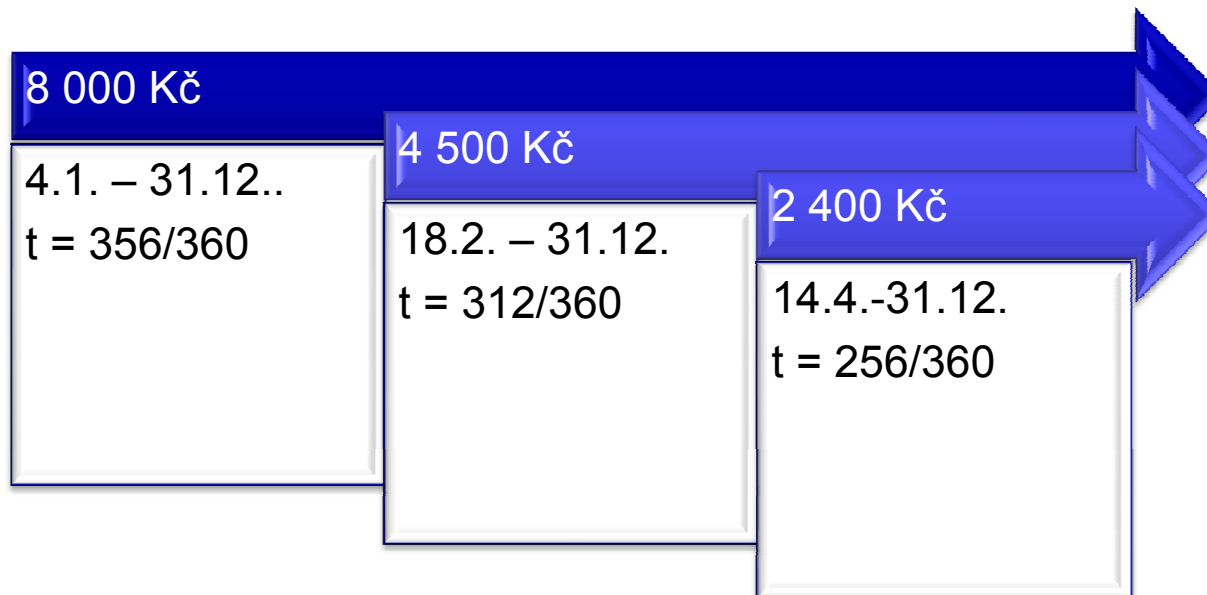 8 000 Kč
4.1. – 31.12..
t = 356/360
4 500 Kč
18.2. – 31.12.
t = 312/360
2 400 Kč
14.4.-31.12.
t = 256/360